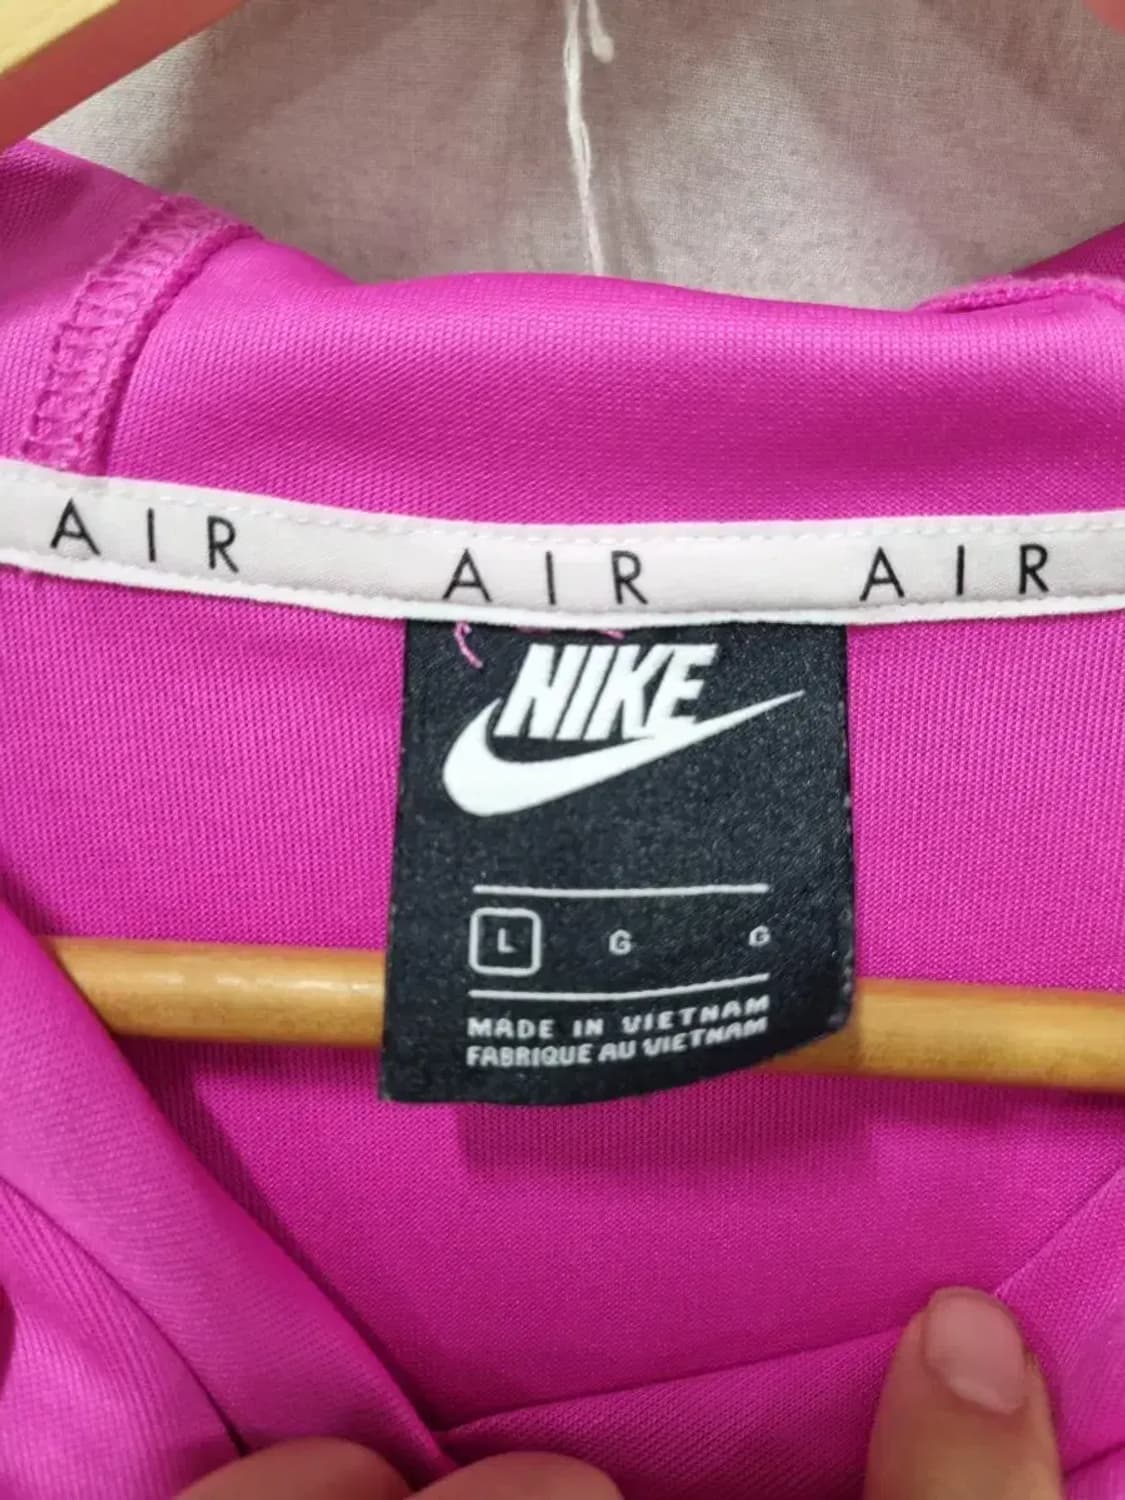 AIR AIR AIR
NIKE
L G G
MADE IN VIETNAM
FABRIQUE AU VIETNAM